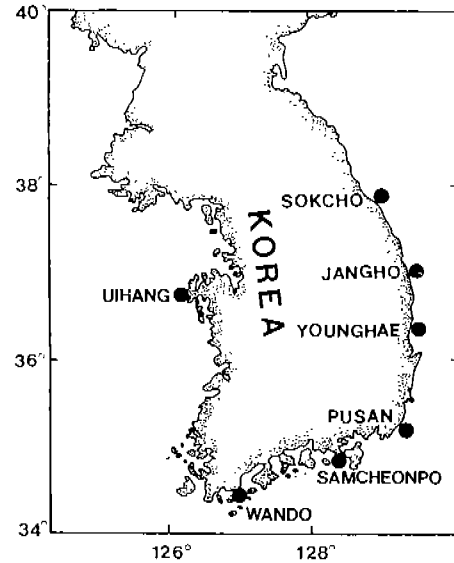 40°
38°
SOKCHO
KOREA
JANGHO
UIHANG
YOUNGHAE
36°
PUSAN
SAMCHEONPO
WANDO
34°
126°
128°